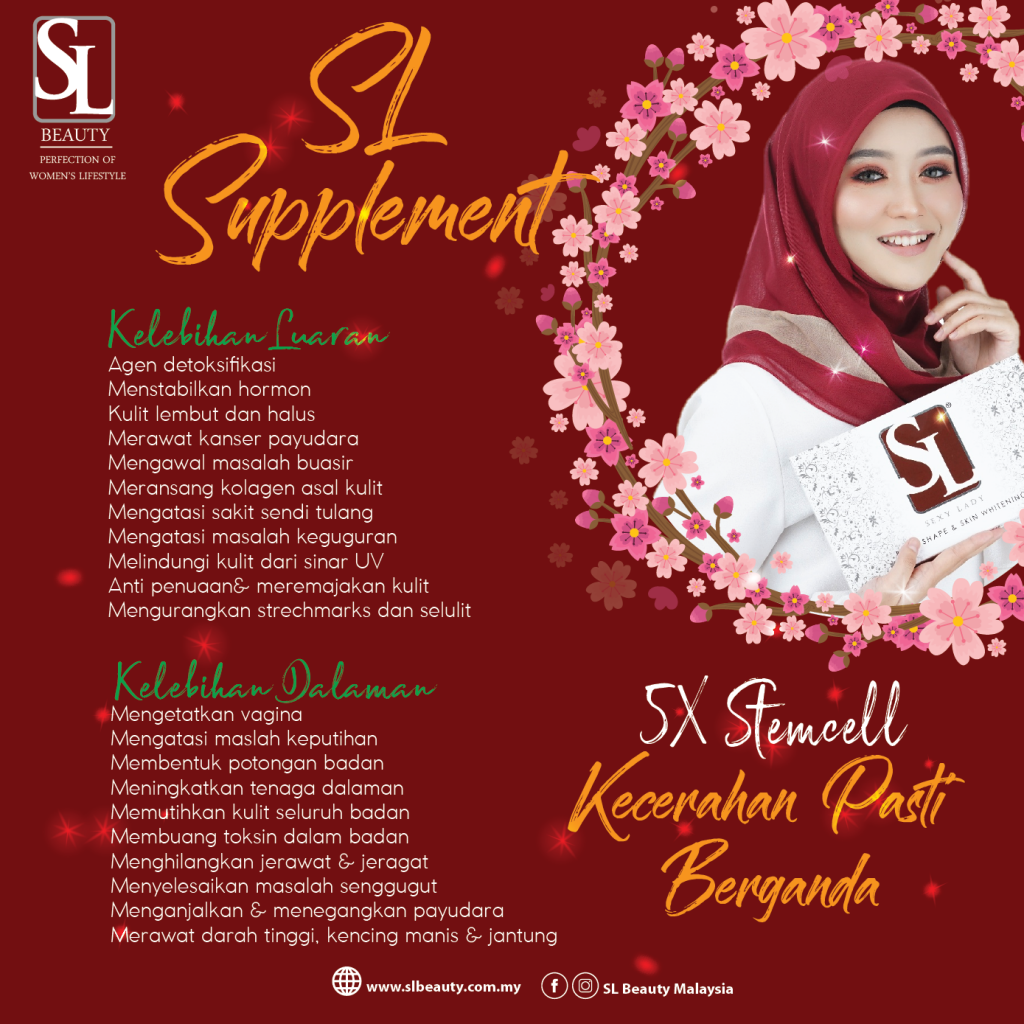 SL
BEAUTY
PERFECTION OF
WOMEN'S LIFESTYLE
SL
Supplement
Kelebihan Luaran
Agen detoksifikasi
Menstabilkan hormon
Kulit lembut dan halus
Merawat kanser payudara
Mengawal masalah buasir
Meransang kolagen asal kulit
Mengatasi sakit sendi tulang
Mengatasi masalah keguguran
Melindungi kulit dari sinar UV
Anti penuaan& meremajakan kulit
Mengurangkan strechmarks dan selulit
Kelebihan Dalaman
Mengetatkan vagina
Mengatasi maslah keputihan
Membentuk potongan badan
Meningkatkan tenaga dalaman
Memutihkan kulit seluruh badan
Membuang toksin dalam badan
Menghilangkan jerawat & jeragat
Menyelesaikan masalah senggugut
Menganjalkan & menegangkan payudara
Merawat darah tinggi, kencing manis & jantung
SL®
SEXY LADY
SHAPE & SKIN WHITENING
5X Stemcell
Kecerahan Pasti
Berganda
www.slbeauty.com.my
SL Beauty Malaysia